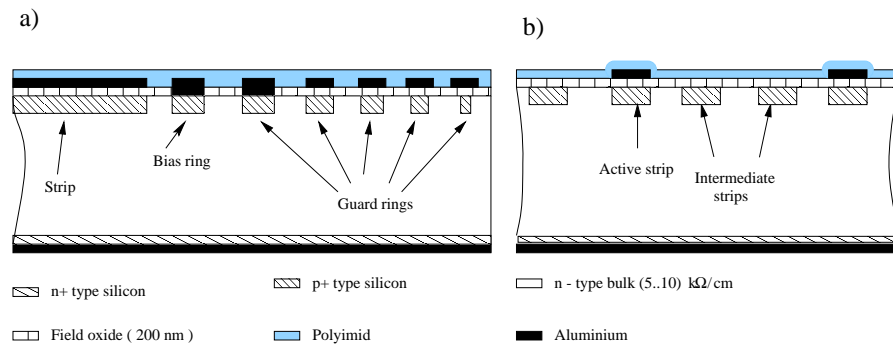 a)
b)
Bias ring
Strip
Guard rings
Active strip
Intermediate
strips
n+ type silicon
p+ type silicon
n - type bulk (5..10) kΩ/cm
Field oxide ( 200 nm )
Polyimid
Aluminium